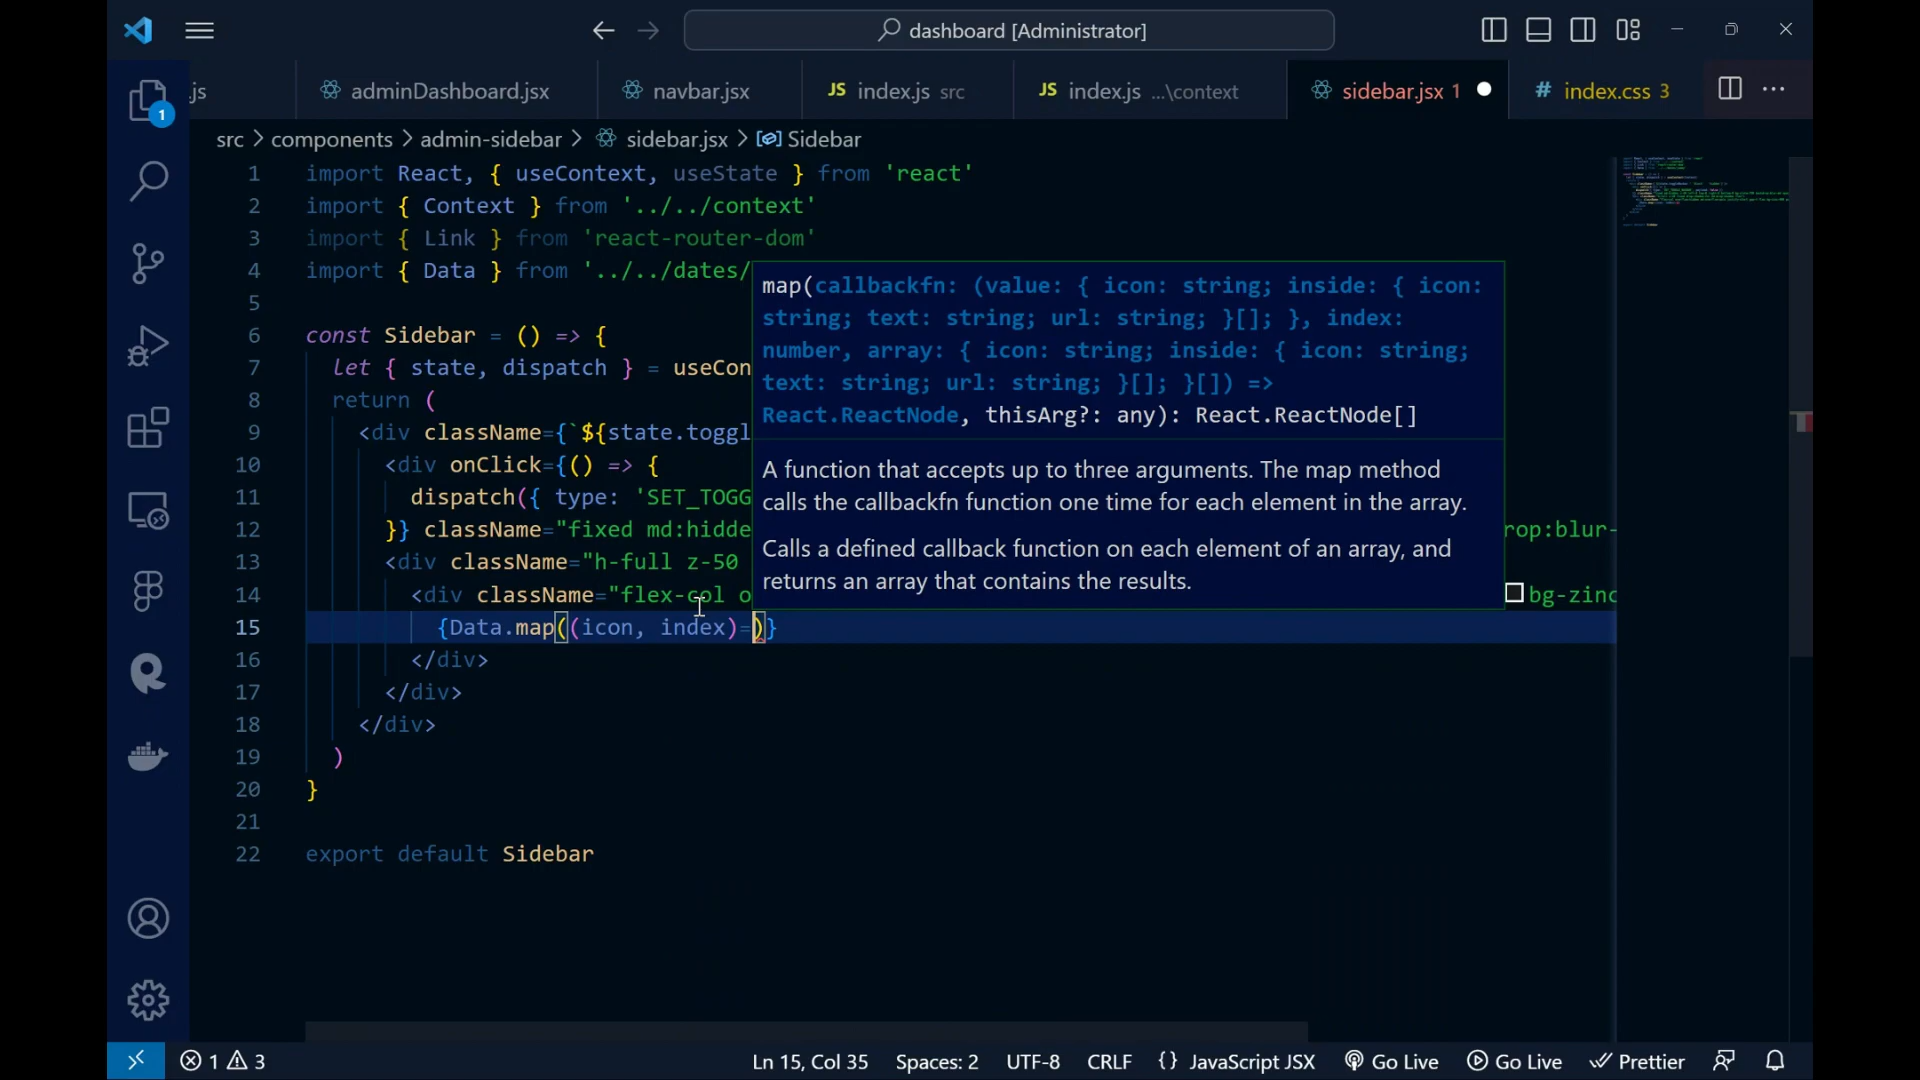 dashboard [Administrator]
.js
adminDashboard.jsx
navbar.jsx
JS index.js src
JS index.js ...\context
sidebar.jsx 1
# index.css 3
...
1
src > components > admin-sidebar > sidebar.jsx > Sidebar
1 import React, { useContext, useState } from 'react'
2 import { Context } from '../../context'
3 import { Link } from 'react-router-dom'
4 import { Data } from '../../dates/
5
6 const Sidebar = () => {
7 let { state, dispatch } = useCon
8 return (
9 <div className={`${state.toggl
10 <div onClick={() => {
11 dispatch({ type: 'SET_TOGG
12 }} className="fixed md:hidde rop:blur-
13 <div className="h-full z-50
14 <div className="flex-col o bg-zinc
15 {Data.map((icon, index)=)}
16 </div>
17 </div>
18 </div>
19 )
20 }
21
22 export default Sidebar
map(callbackfn: (value: { icon: string; inside: { icon:
string; text: string; url: string; }[]; }, index:
number, array: { icon: string; inside: { icon: string;
text: string; url: string; }[]; }[]) =>
React.ReactNode, thisArg?: any): React.ReactNode[]
A function that accepts up to three arguments. The map method
calls the callbackfn function one time for each element in the array.
Calls a defined callback function on each element of an array, and
returns an array that contains the results.
1 3
Ln 15, Col 35
Spaces: 2
UTF-8
CRLF
{} JavaScript JSX
Go Live
Go Live
Prettier